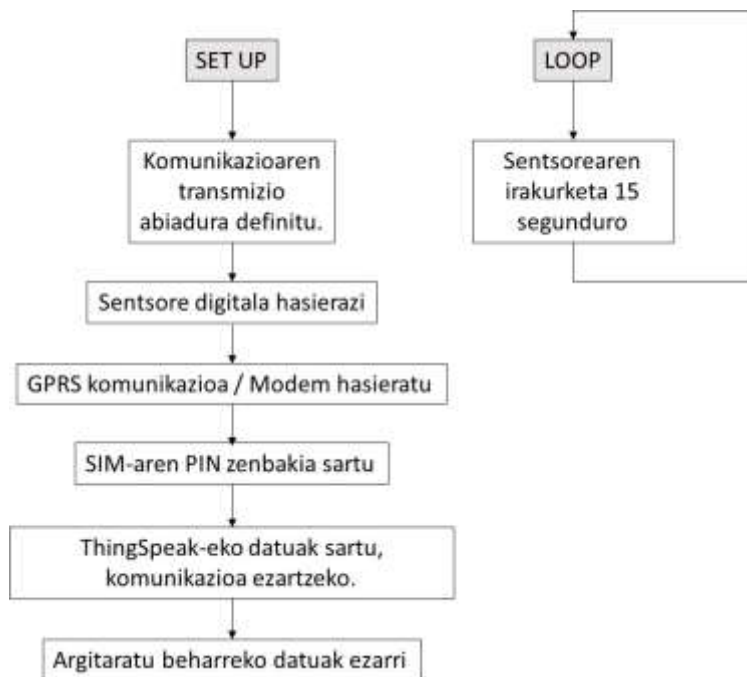 SET UP
Komunikazioaren
transmizio
abiadura definitu.
Sentsore digitala hasierazi
GPRS komunikazioa / Modem hasieratu
SIM-aren PIN zenbakia sartu
ThingSpeak-eko datuak sartu,
komunikazioa ezartzeko.
Argitaratu beharreko datuak ezarri
LOOP
Sentsorearen
irakurketa 15
segunduro